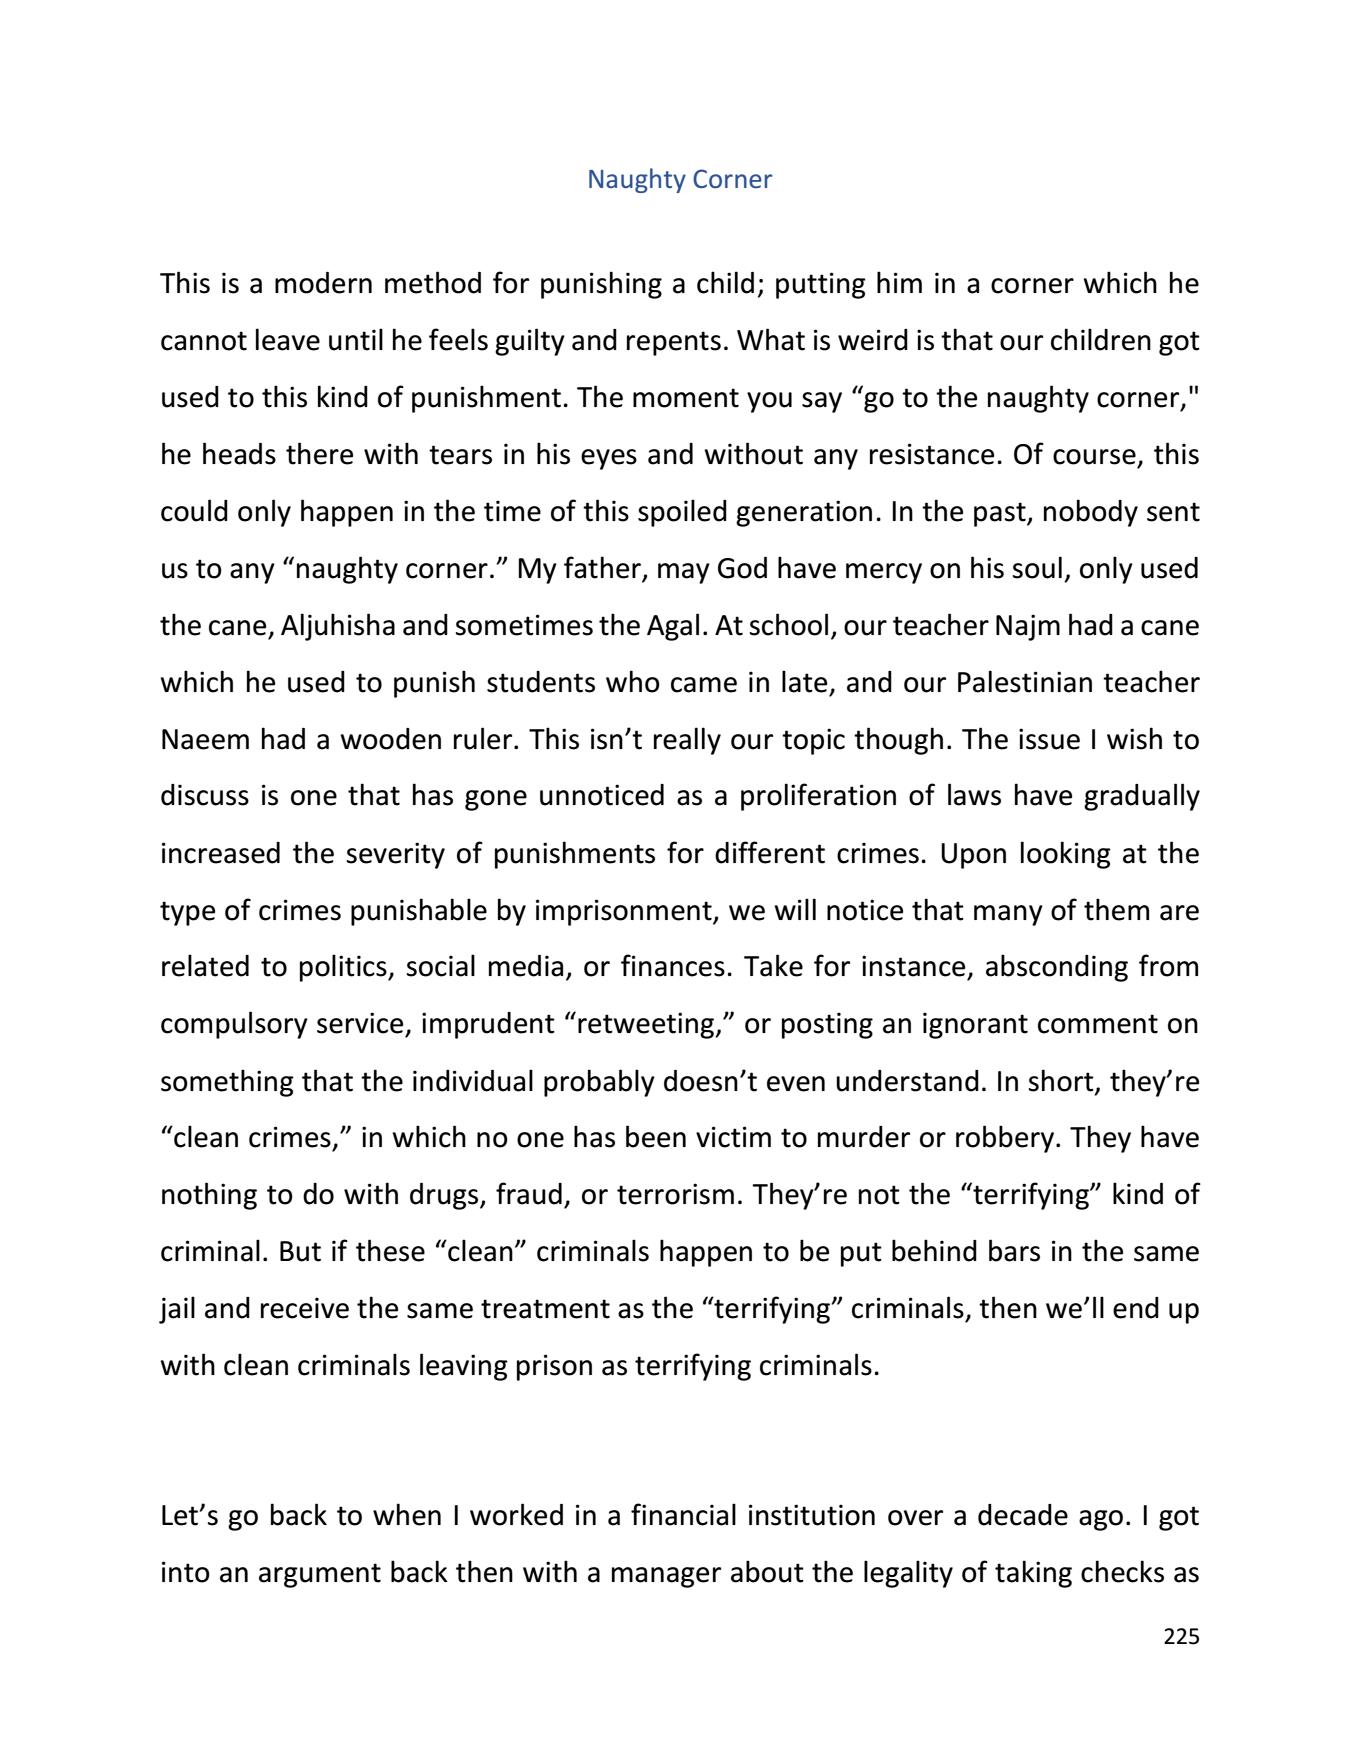 Naughty Corner
This is a modern method for punishing a child; putting him in a corner which he
cannot leave until he feels guilty and repents. What is weird is that our children got
used to this kind of punishment. The moment you say “go to the naughty corner,"
he heads there with tears in his eyes and without any resistance. Of course, this
could only happen in the time of this spoiled generation. In the past, nobody sent
us to any “naughty corner.” My father, may God have mercy on his soul, only used
the cane, Aljuhisha and sometimes the Agal. At school, our teacher Najm had a cane
which he used to punish students who came in late, and our Palestinian teacher
Naeem had a wooden ruler. This isn’t really our topic though. The issue I wish to
discuss is one that has gone unnoticed as a proliferation of laws have gradually
increased the severity of punishments for different crimes. Upon looking at the
type of crimes punishable by imprisonment, we will notice that many of them are
related to politics, social media, or finances. Take for instance, absconding from
compulsory service, imprudent “retweeting,” or posting an ignorant comment on
something that the individual probably doesn’t even understand. In short, they’re
“clean crimes,” in which no one has been victim to murder or robbery. They have
nothing to do with drugs, fraud, or terrorism. They’re not the “terrifying” kind of
criminal. But if these “clean” criminals happen to be put behind bars in the same
jail and receive the same treatment as the “terrifying” criminals, then we’ll end up
with clean criminals leaving prison as terrifying criminals.
Let’s go back to when I worked in a financial institution over a decade ago. I got
into an argument back then with a manager about the legality of taking checks as
225